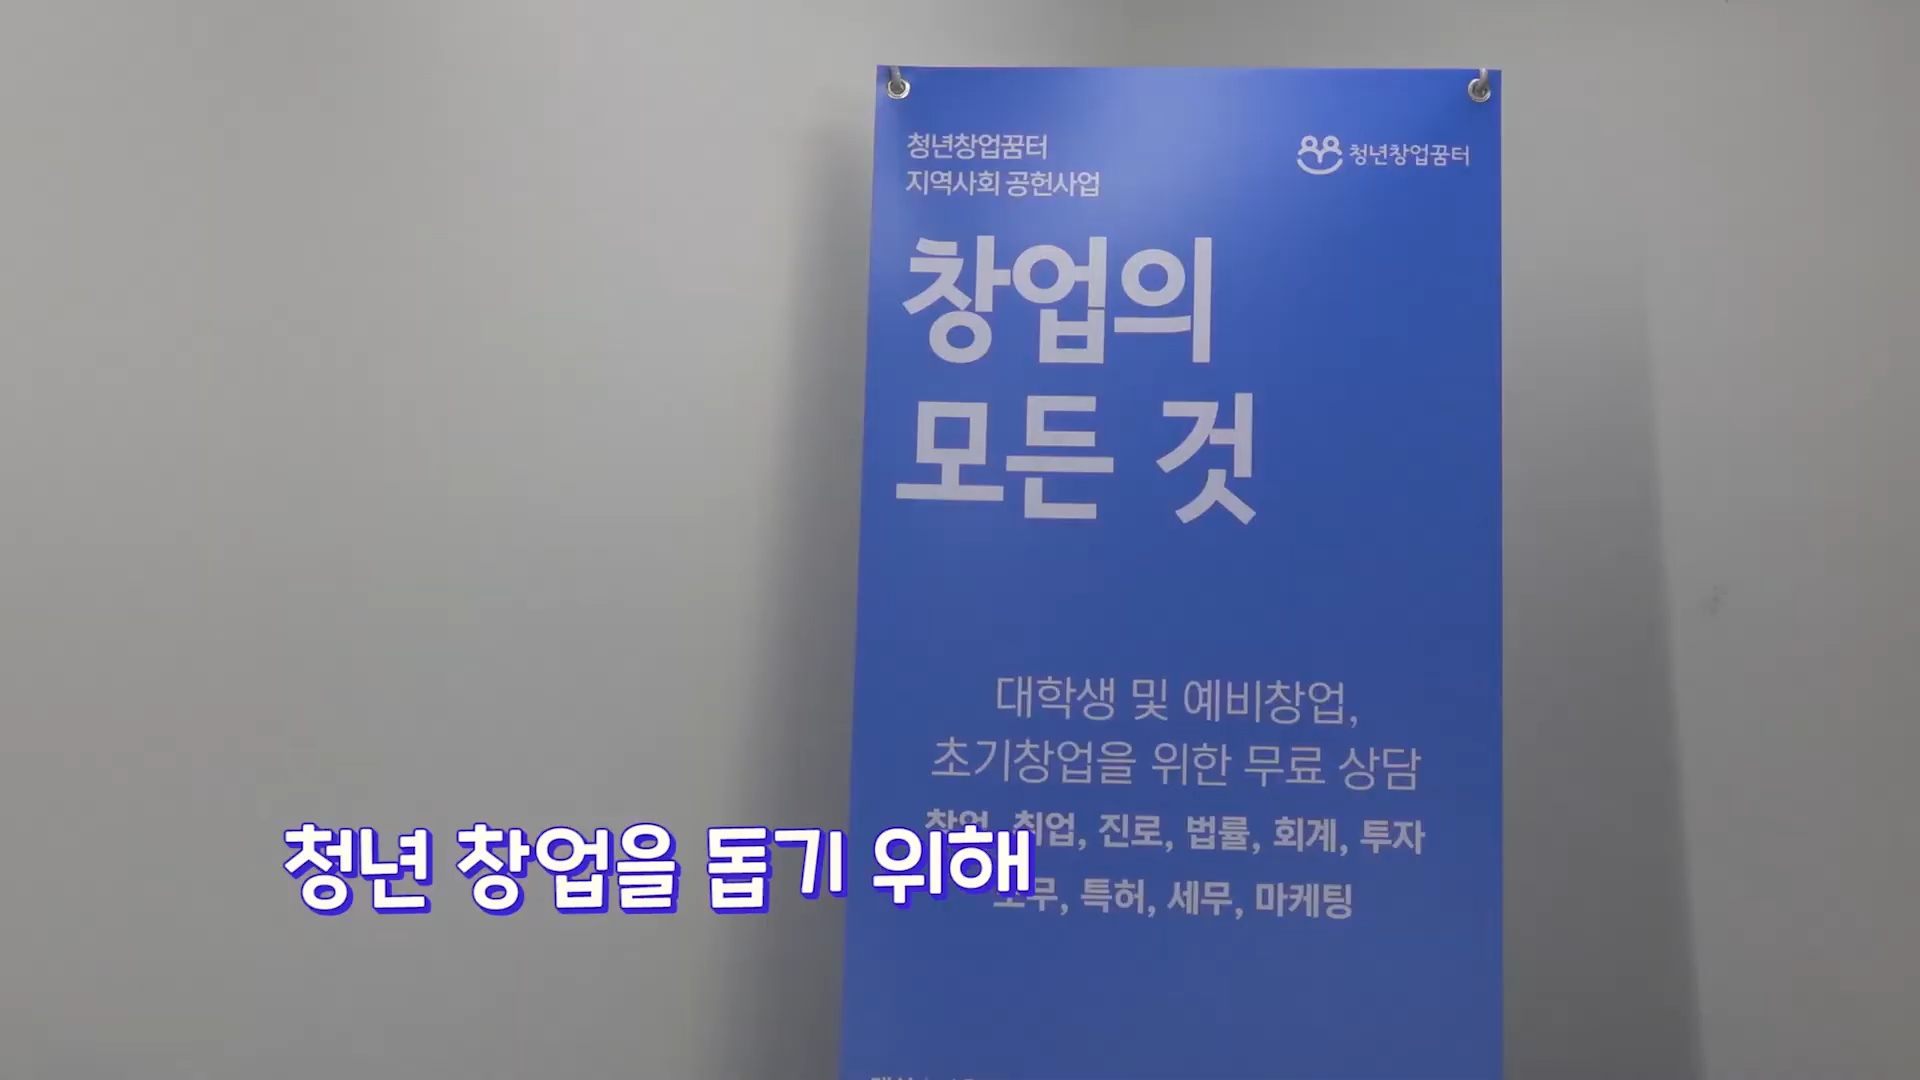 청년창업꿈터
지역사회 공헌사업
청년창업꿈터
창업의
모든 것
대학생 및 예비창업,
초기창업을 위한 무료 상담
창업, 취업, 진로, 법률, 회계, 투자
특허, 세무, 마케팅
청년 창업을 돕기 위해